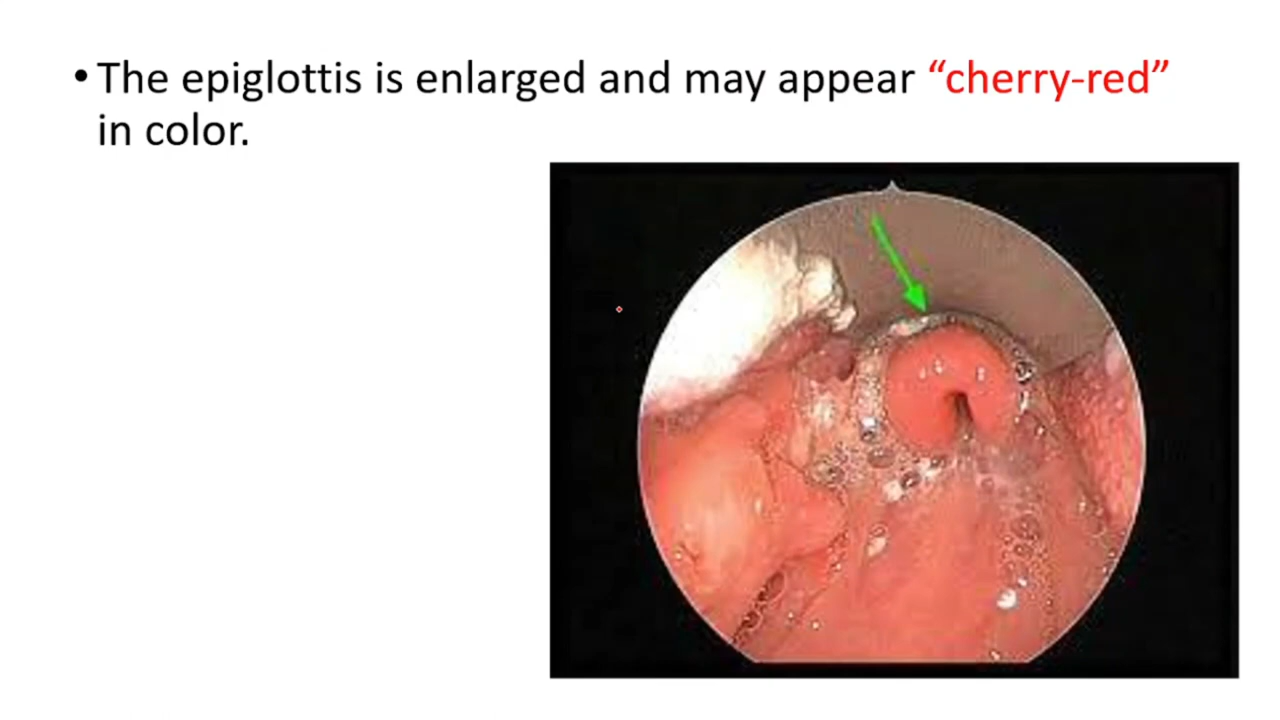 • The epiglottis is enlarged and may appear “cherry-red”
in color.